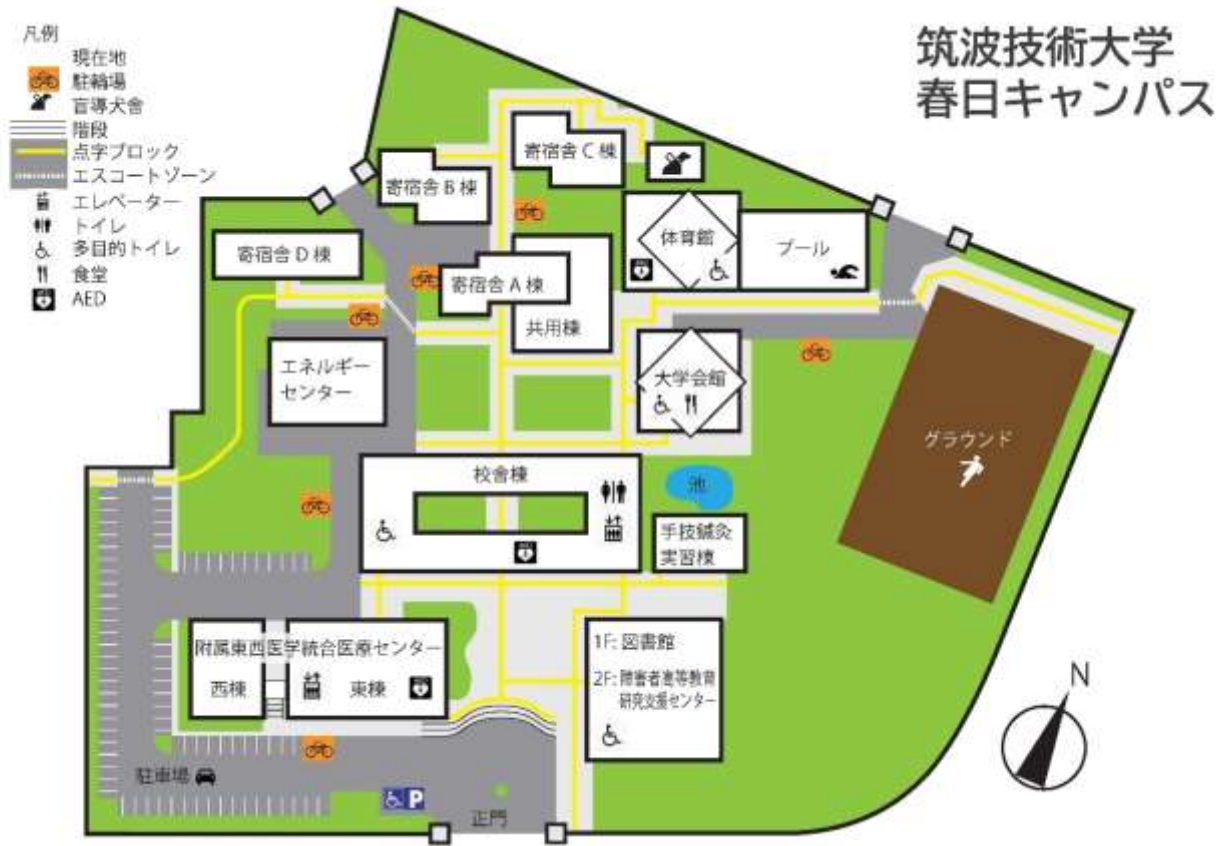 筑波技術大学
春日キャンパス
凡例
現在地
駐輪場
盲導犬舎
階段
点字ブロック
エスコートゾーン
エレベーター
トイレ
多目的トイレ
食堂
AED
寄宿舎C棟
寄宿舎B棟
体育館
プール
寄宿舎D棟
寄宿舎A棟
共用棟
エネルギー
センター
大学会館
グラウンド
校舎棟
池
手技鍼灸
実習棟
附属東西医学統合医療センター
西棟
東棟
1F: 図書館
2F: 障害者高等教育
研究支援センター
N
駐車場
P
正門